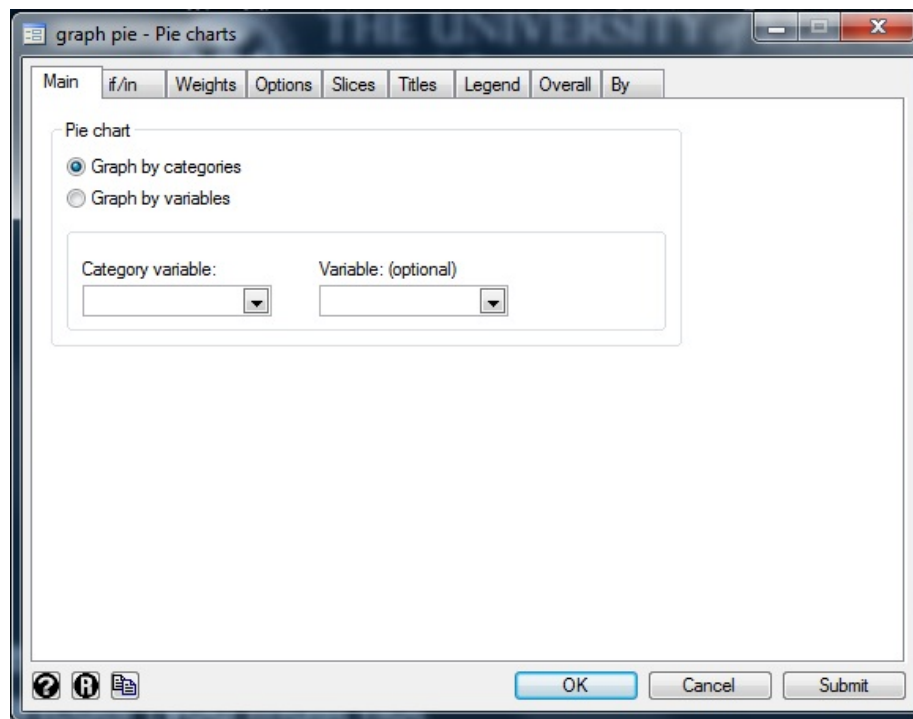 THE UNIVERSITY of
graph pie - Pie charts
Main if/in Weights Options Slices Titles Legend Overall By
Pie chart
Graph by categories
Graph by variables
Category variable: Variable: (optional)
OK Cancel Submit